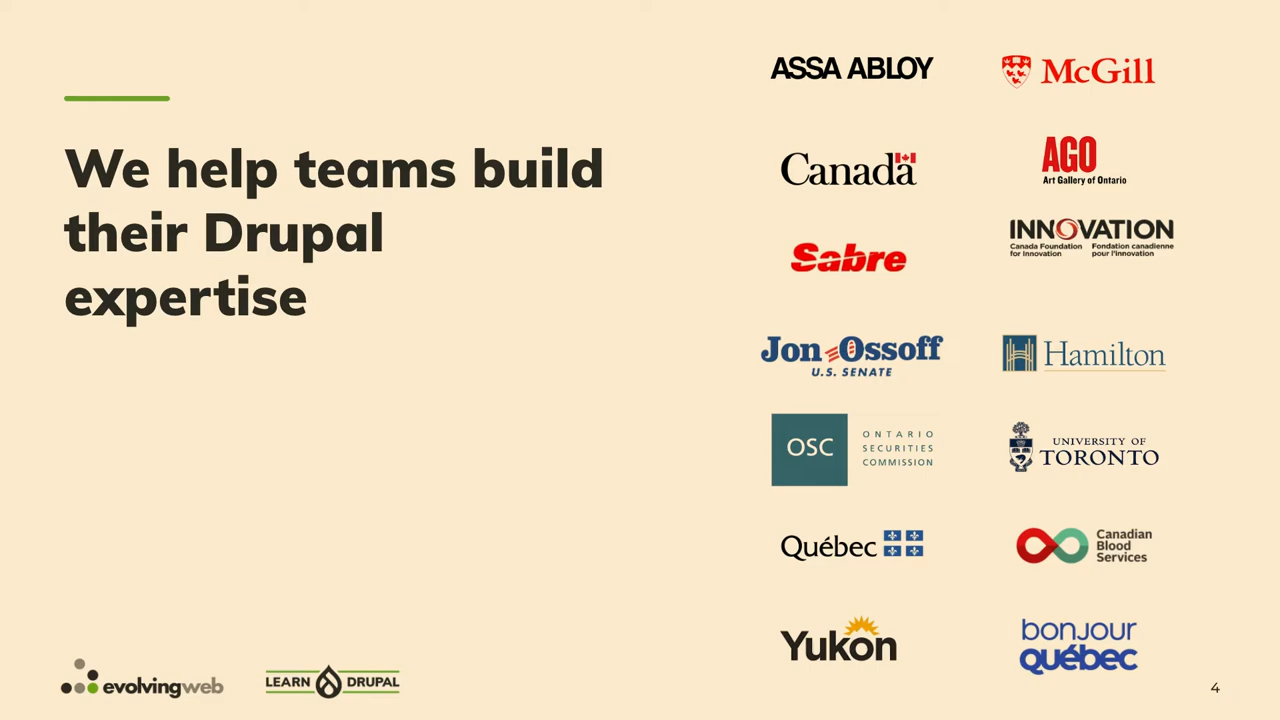 We help teams build
their Drupal
expertise
ASSA ABLOY
McGill
Canada
AGO
Art Gallery of Ontario
Sabre
INNOVATION
Canada Foundation
for Innovation
Fondation canadienne
pour l'innovation
Jon Ossoff
U.S. SENATE
Hamilton
OSC
ONTARIO
SECURITIES
COMMISSION
UNIVERSITY OF
TORONTO
Québec
Canadian
Blood
Services
Yukon
bonjour
québec
evolvingweb
LEARN DRUPAL
4